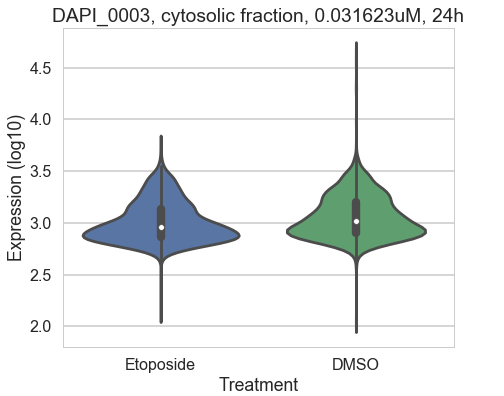 DAPI_0003, cytosolic fraction, 0.031623uM, 24h
Expression (log10)
4.5
4.0
3.5
3.0
2.5
2.0
Etoposide DMSO
Treatment